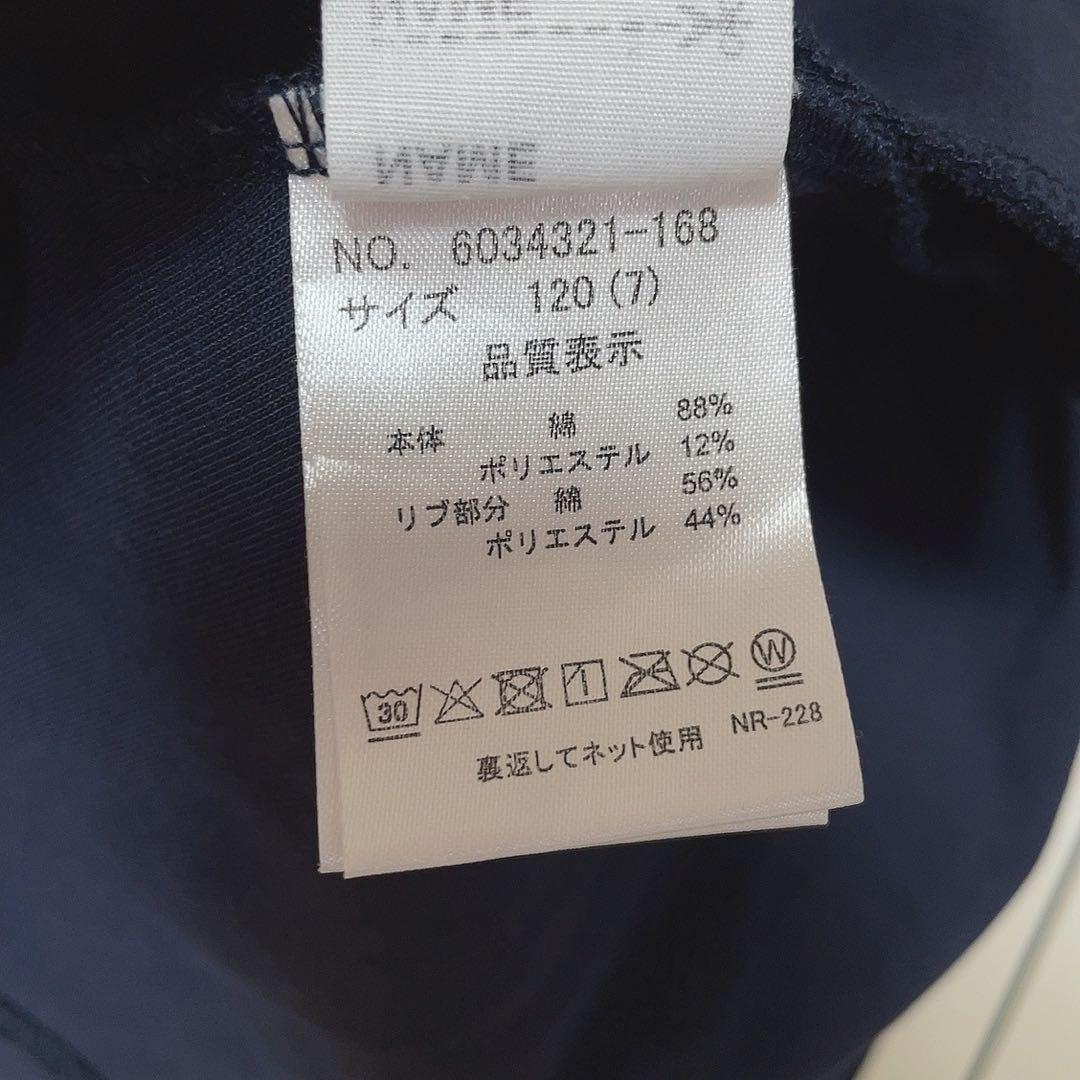 NAME
NO. 6034321-168
サイズ 120 (7)
品質表示
本体 綿 88%
ポリエステル 12%
リブ部分 綿 56%
ポリエステル 44%
30 W
裏返してネット使用 NR-228